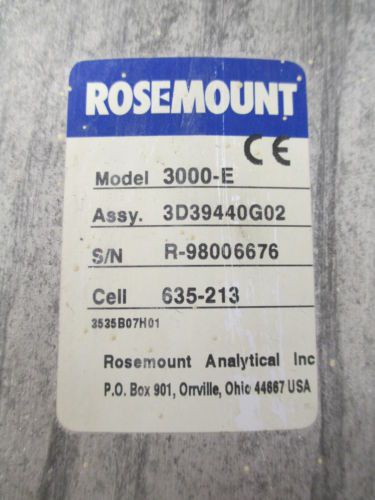 ROSEMOUNT
CE
Model 3000-E
Assy. 3D39440G02
S/N R-98006676
Cell 635-213
3535B07H01
Rosemount Analytical Inc
P.O. Box 901, Orrville, Ohio 44667 USA